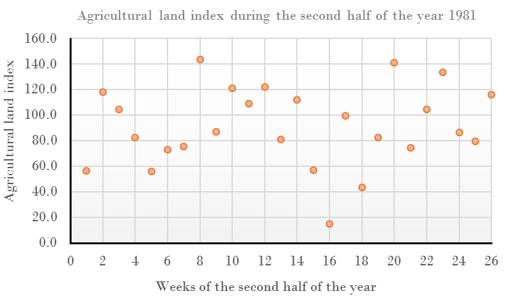 Agricultural land index during the second half of the year 1981
160.0
140.0
120.0
100.0
80.0
60.0
40.0
20.0
0.0
Agricultural land index
0 2 4 6 8 10 12 14 16 18 20 22 24 26
Weeks of the second half of the year